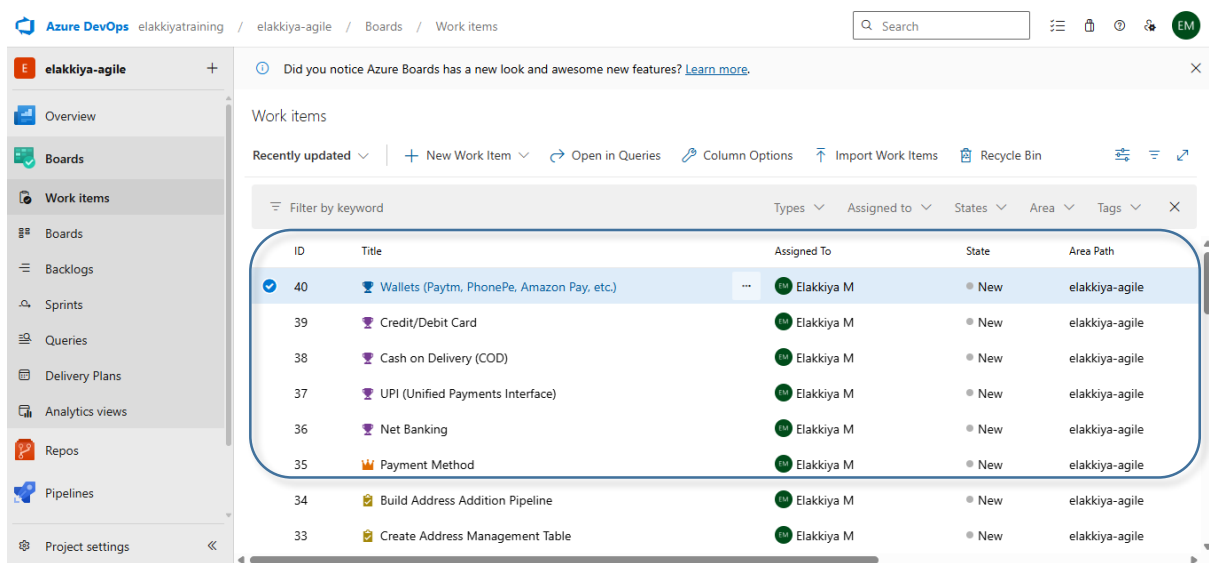 Azure DevOps elakkiyatraining / elakkiya-agile / Boards / Work items Search EM
E elakkiya-agile
Did you notice Azure Boards has a new look and awesome new features? Learn more.
Overview
Boards
Work items
Boards
Backlogs
Sprints
Queries
Delivery Plans
Analytics views
Repos
Pipelines
Project settings
Work items
Recently updated New Work Item Open in Queries Column Options Import Work Items Recycle Bin
Filter by keyword Types Assigned to States Area Tags
ID Title Assigned To State Area Path
40 Wallets (Paytm, PhonePe, Amazon Pay, etc.) ... EM Elakkiya M New elakkiya-agile
39 Credit/Debit Card EM Elakkiya M New elakkiya-agile
38 Cash on Delivery (COD) EM Elakkiya M New elakkiya-agile
37 UPI (Unified Payments Interface) EM Elakkiya M New elakkiya-agile
36 Net Banking EM Elakkiya M New elakkiya-agile
35 Payment Method EM Elakkiya M New elakkiya-agile
34 Build Address Addition Pipeline EM Elakkiya M New elakkiya-agile
33 Create Address Management Table EM Elakkiya M New elakkiya-agile